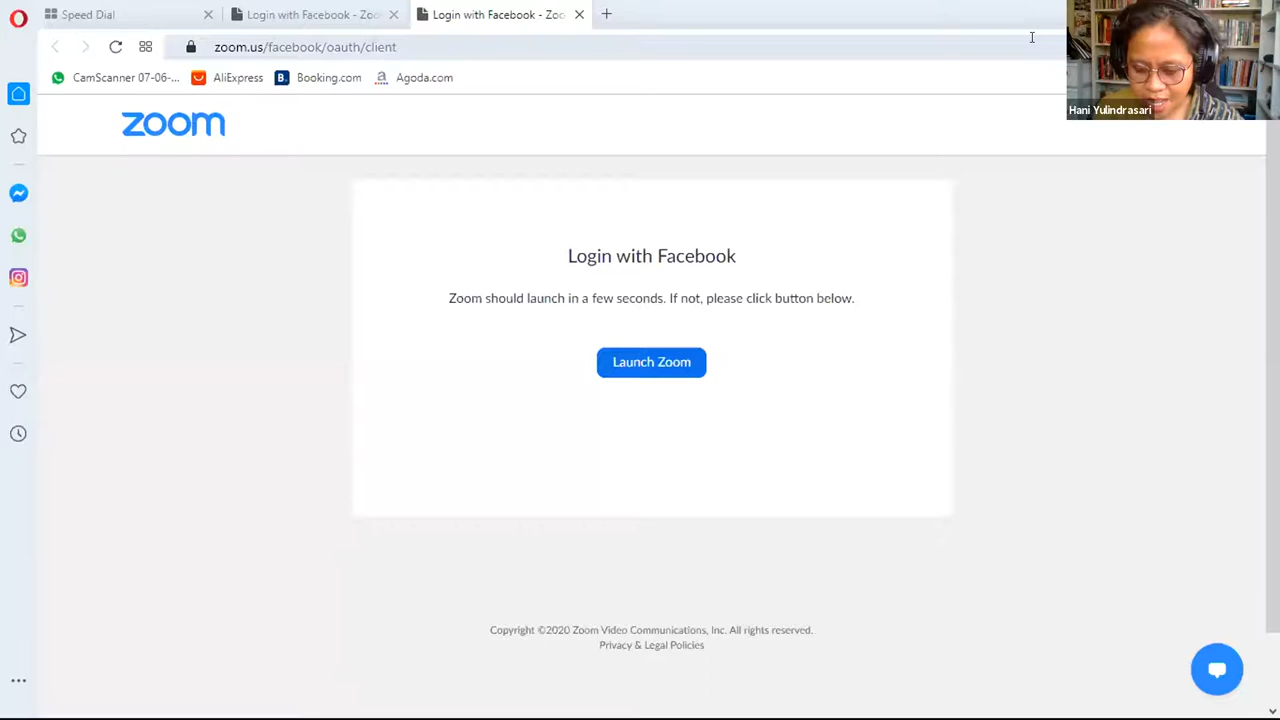 Speed Dial
Login with Facebook - Zoo
Login with Facebook - Zoo
zoom.us/facebook/oauth/client
CamScanner 07-06-...
AliExpress
B.
Booking.com
a
Agoda.com
Hani Yulindrasari
zoom
Login with Facebook
Zoom should launch in a few seconds. If not, please click button below.
Launch Zoom
Copyright ©2020 Zoom Video Communications, Inc. All rights reserved.
Privacy & Legal Policies